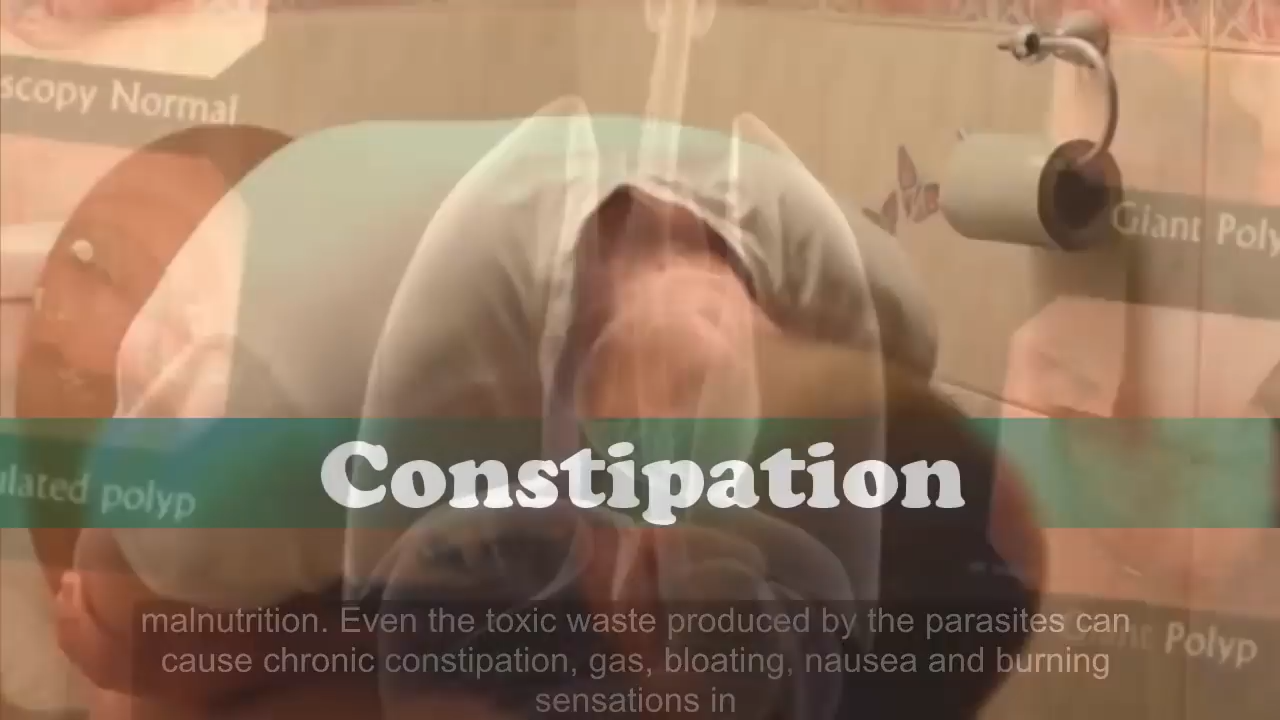 scopy Normal
Giant Poly
Constipation
ulated polyp
malnutrition. Even the toxic waste produced by the parasites can
cause chronic constipation, gas, bloating, nausea and burning
sensations in
Polyp